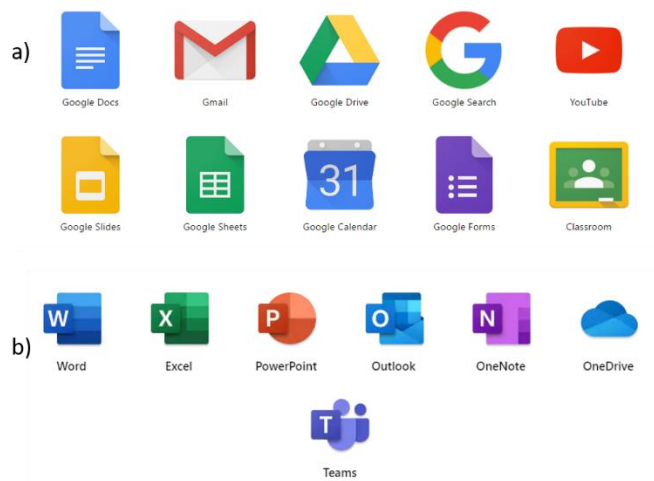 a)
Google Docs Gmail Google Drive Google Search YouTube
31
Google Slides Google Sheets Google Calendar Google Forms Classroom
b)
W X P O N
Word Excel PowerPoint Outlook OneNote OneDrive
T
Teams